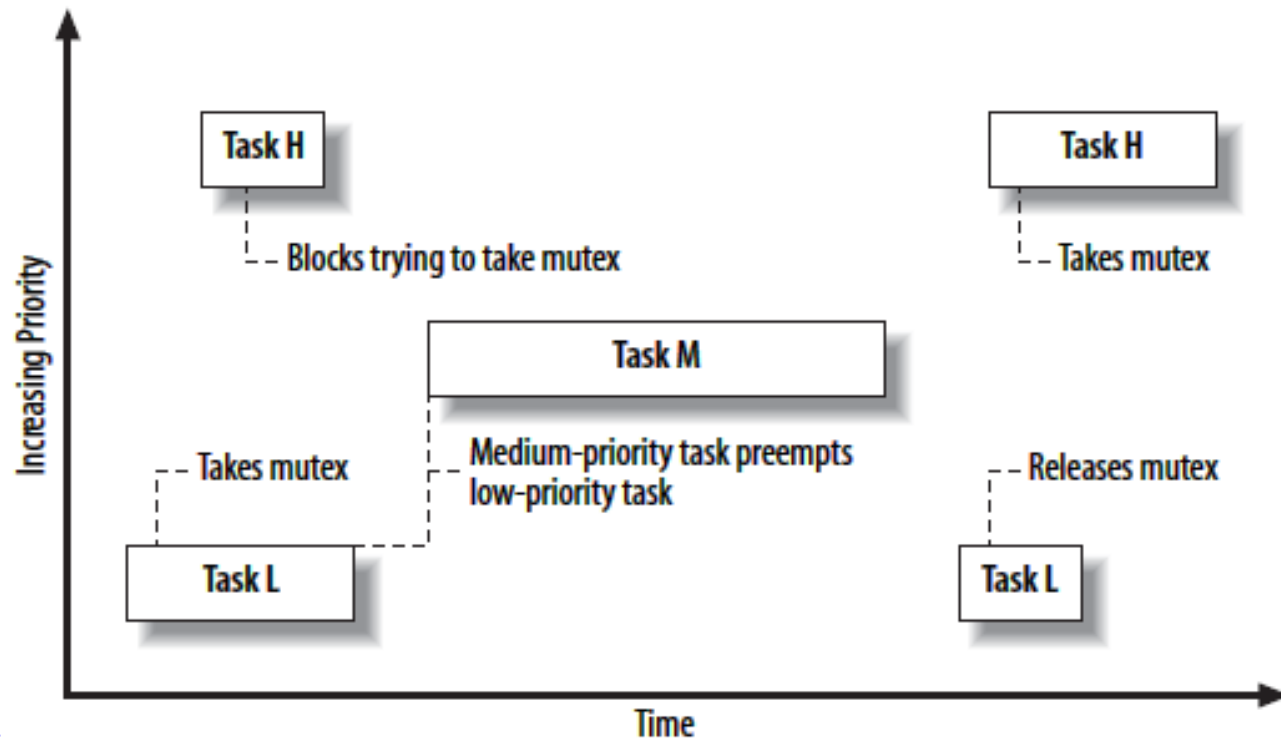 Task H
Task H
Blocks trying to take mutex
Takes mutex
Increasing Priority
Task M
Takes mutex
Medium-priority task preempts
low-priority task
Releases mutex
Task L
Task L
Time